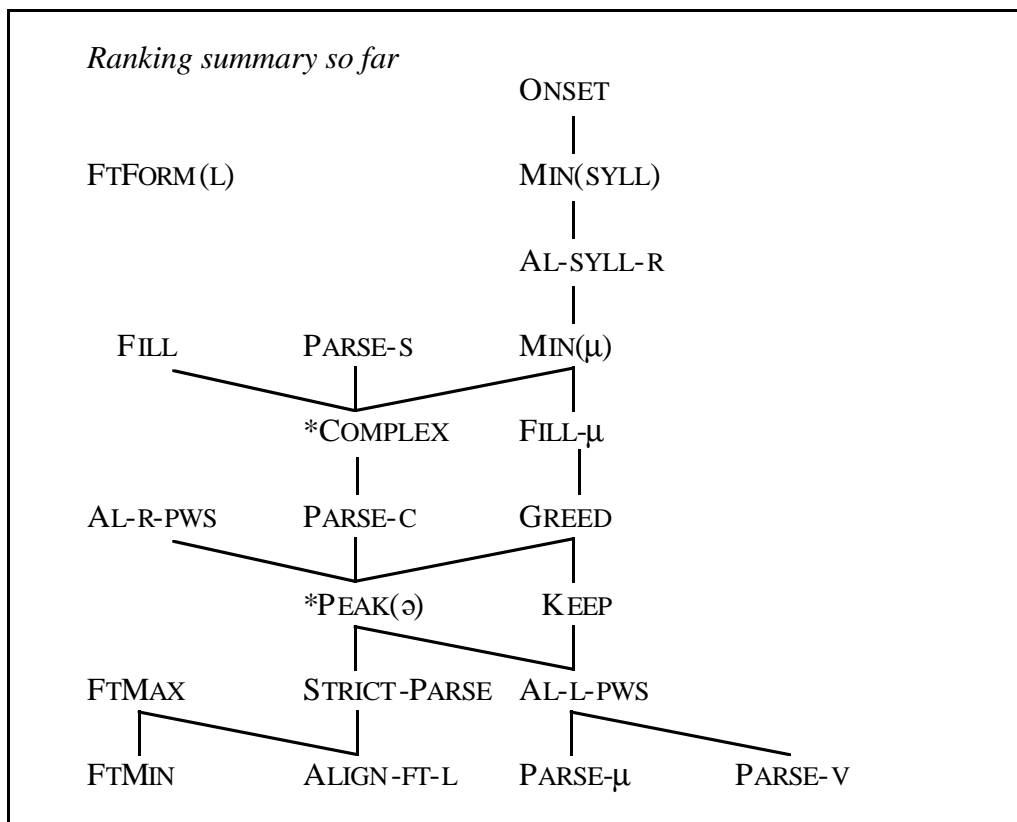 Ranking summary so far
ONSET
FTFORM(L) MIN(SYLL)
AL-SYLL-R
FILL PARSE-S MIN(μ)
*COMPLEX FILL-μ
AL-R-PWS PARSE-C GREED
*PEAK(ə) KEEP
FTMAX STRICT-PARSE AL-L-PWS
FTMIN ALIGN-FT-L PARSE-μ PARSE-V